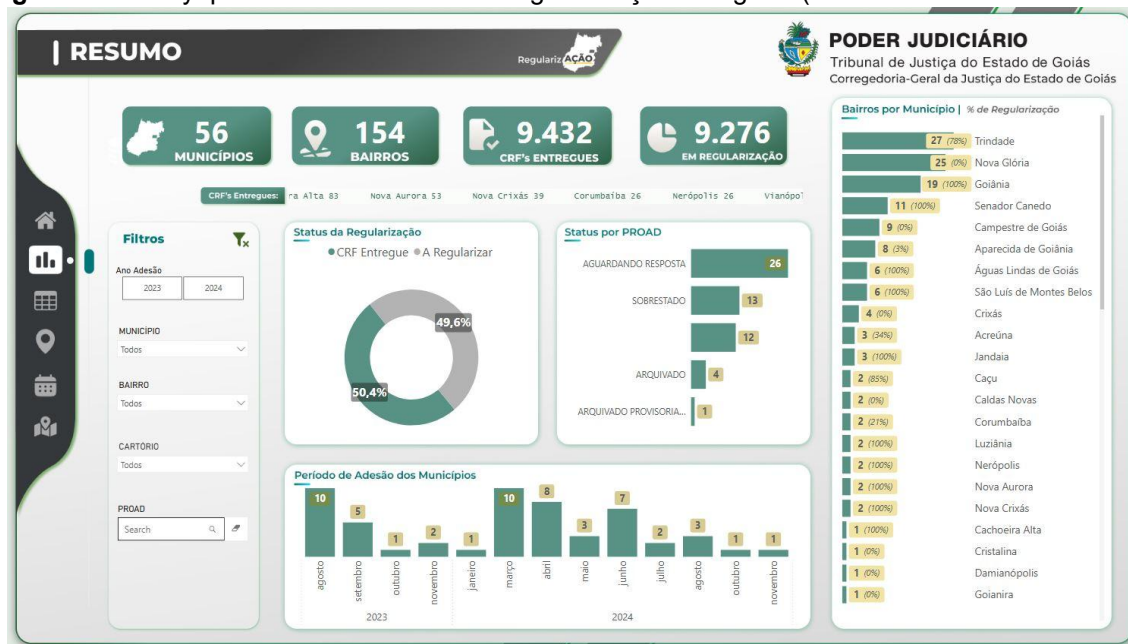 | RESUMO
RegularizAÇÃO
PODER JUDICIÁRIO
Tribunal de Justiça do Estado de Goiás
Corregedoria-Geral da Justiça do Estado de Goiás
56
MUNICÍPIOS
154
BAIRROS
9.432
CRF's ENTREGUES
9.276
EM REGULARIZAÇÃO
CRF's Entregues: ra Alta 83 Nova Aurora 53 Nova Crixás 39 Corumbaíba 26 Nerópolis 26 Vianópol
Filtros
Ano Adesão
2023 2024
MUNICÍPIO
Todos
BAIRRO
Todos
CARTÓRIO
Todos
PROAD
Search
Status da Regularização
CRF Entregue A Regularizar
49,6%
50,4%
Status por PROAD
AGUARDANDO RESPOSTA 26
SOBRESTADO 13
12
ARQUIVADO 4
ARQUIVADO PROVISORIA... 1
Período de Adesão dos Municípios
10 5 1 2 1 10 8 3 7 2 3 1 1
agosto setembro outubro novembro janeiro março abril maio junho julho agosto outubro novembro
2023 2024
Bairros por Município | % de Regularização
27 (78%) Trindade
25 (0%) Nova Glória
19 (100%) Goiânia
11 (100%) Senador Canedo
9 (0%) Campestre de Goiás
8 (3%) Aparecida de Goiânia
6 (100%) Águas Lindas de Goiás
6 (100%) São Luís de Montes Belos
4 (0%) Crixás
3 (34%) Acreúna
3 (100%) Jandaia
2 (85%) Caçu
2 (0%) Caldas Novas
2 (21%) Corumbaíba
2 (100%) Luziânia
2 (100%) Nerópolis
2 (100%) Nova Aurora
2 (100%) Nova Crixás
1 (100%) Cachoeira Alta
1 (0%) Cristalina
1 (0%) Damianópolis
1 (0%) Goianira